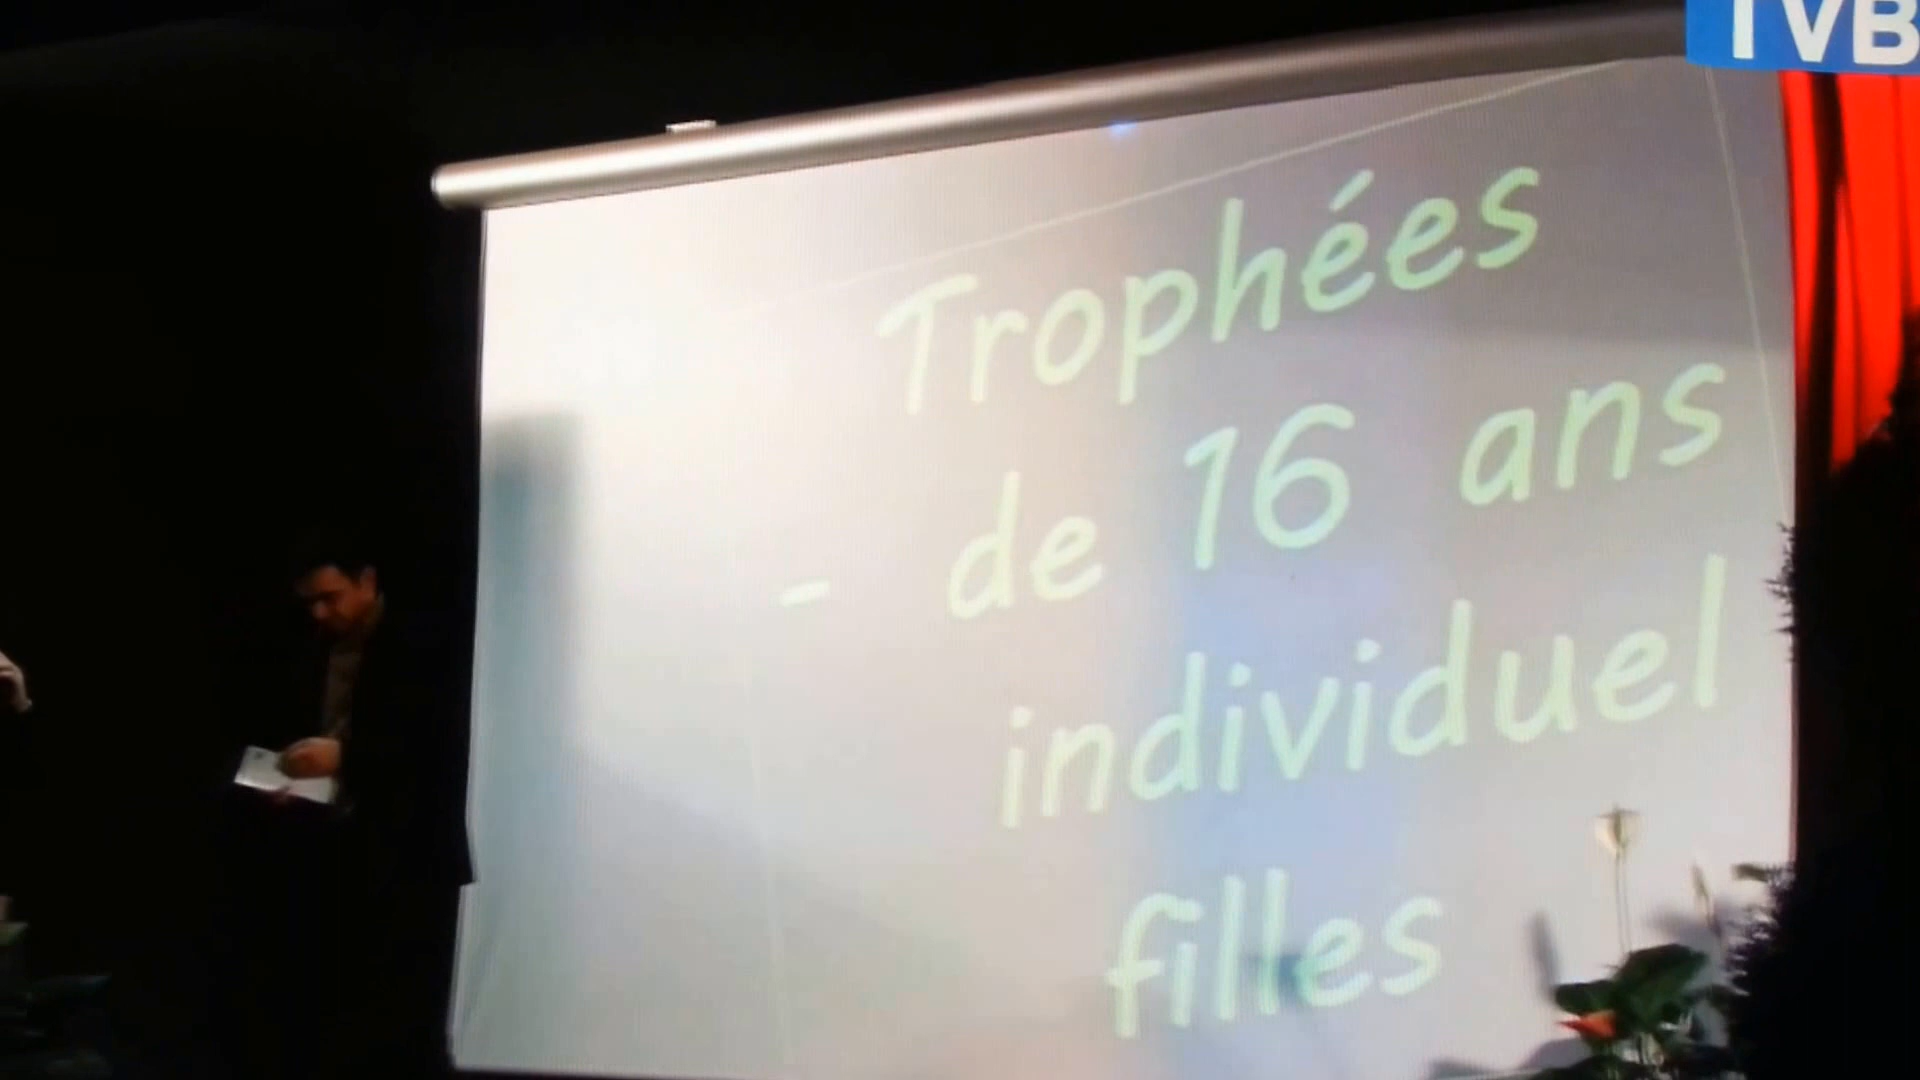 TVB
Trophées
- de 16 ans
individuel
filles